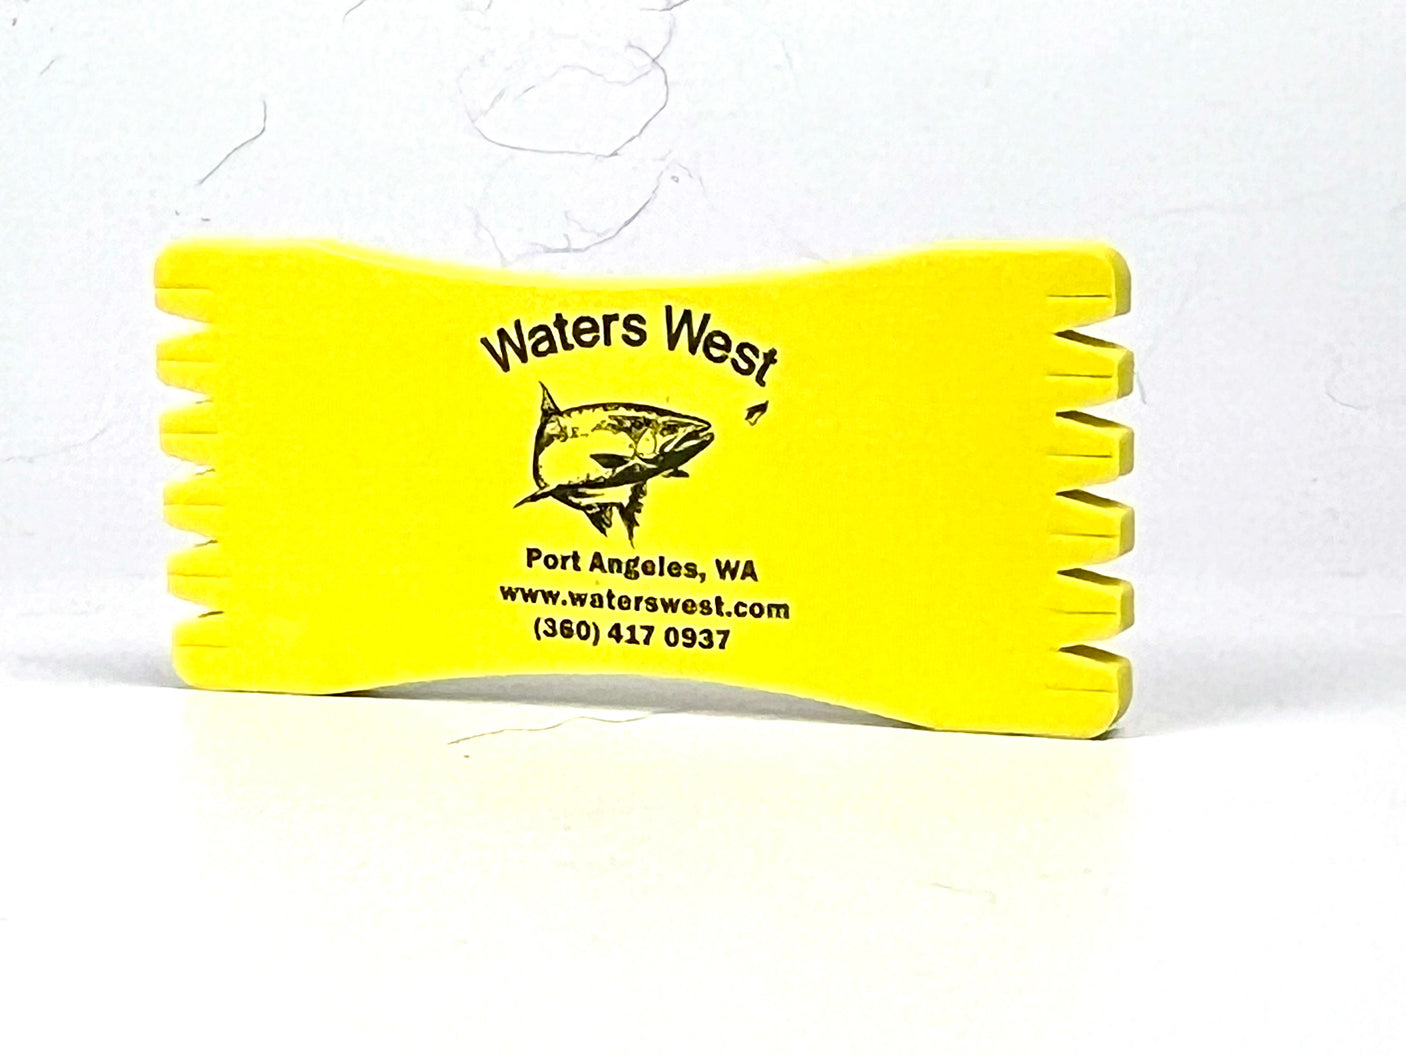 Waters West
Port Angeles, WA
www.waterswest.com
(360) 417 0937